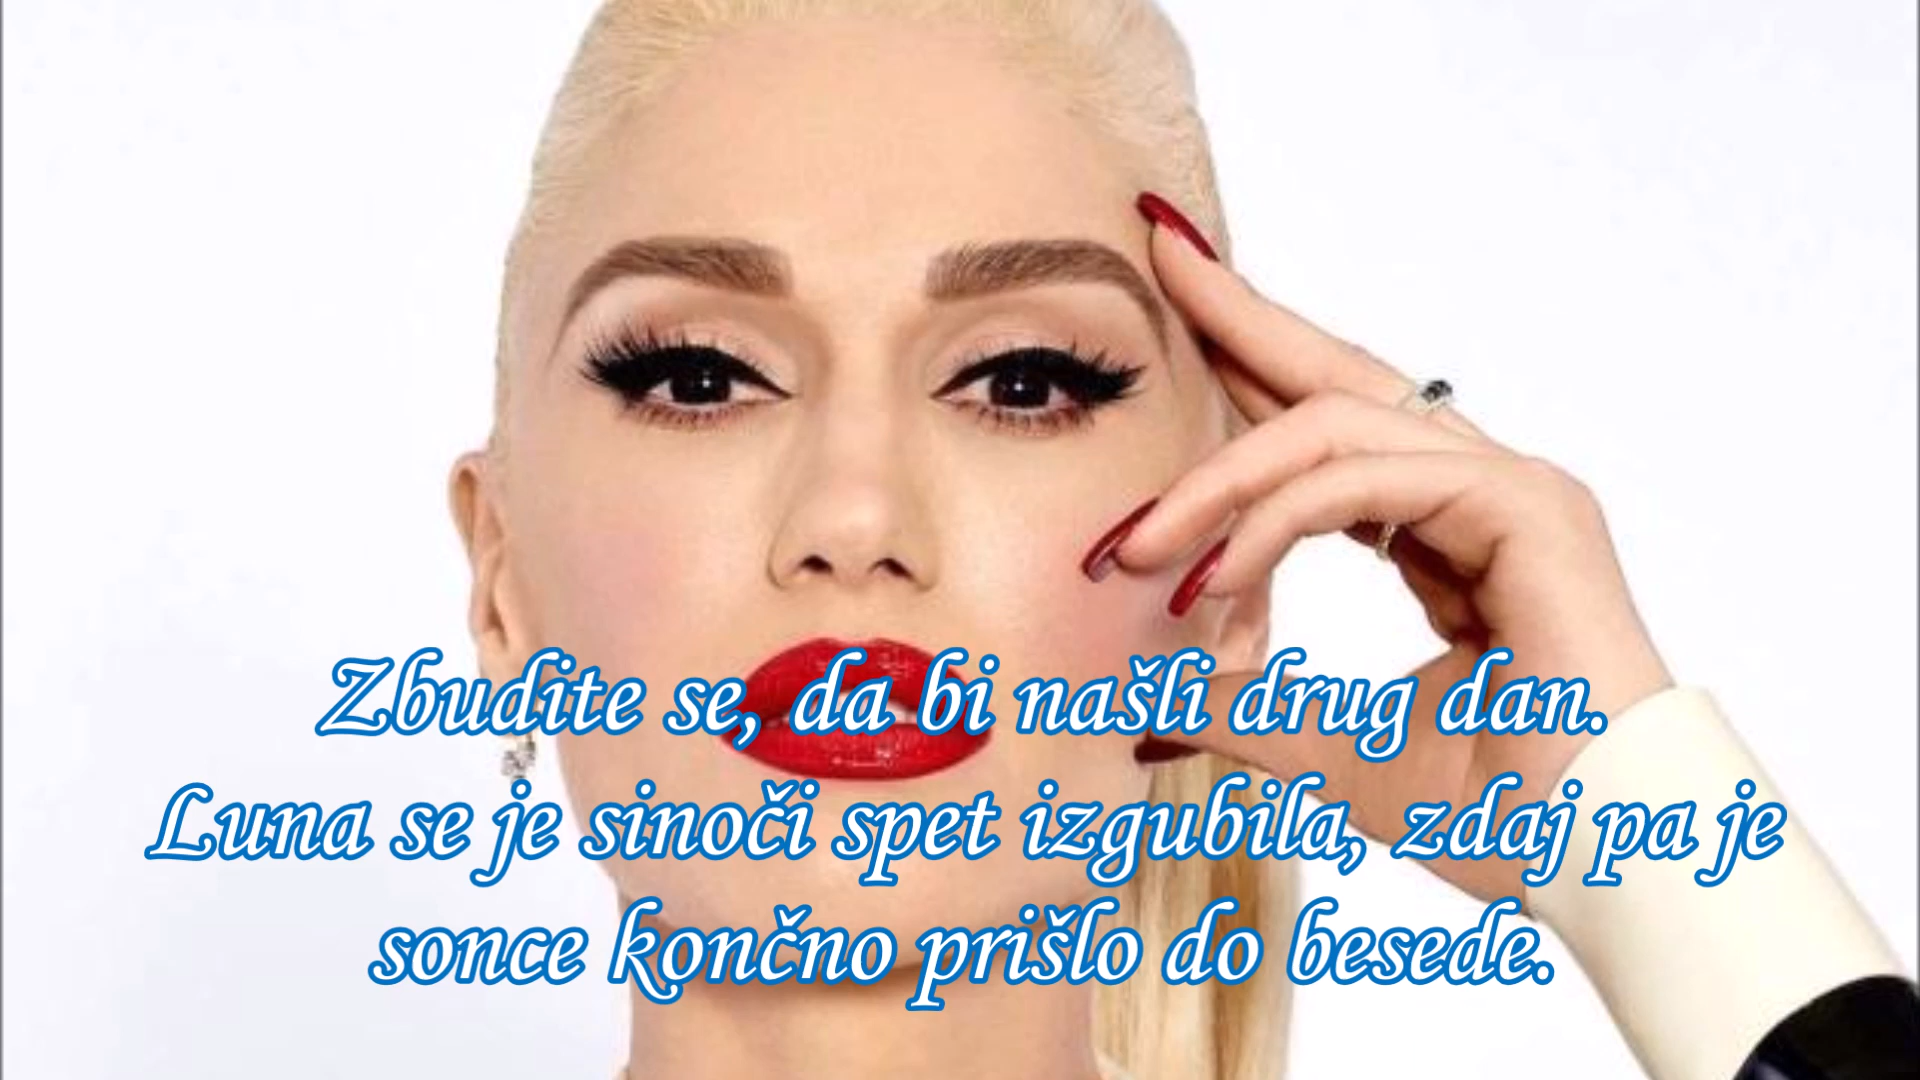 Zbudite se, da bi našli drug dan.
Luna se je sinoči spet izgubila, zdaj pa je
sonce končno prišlo do besede.